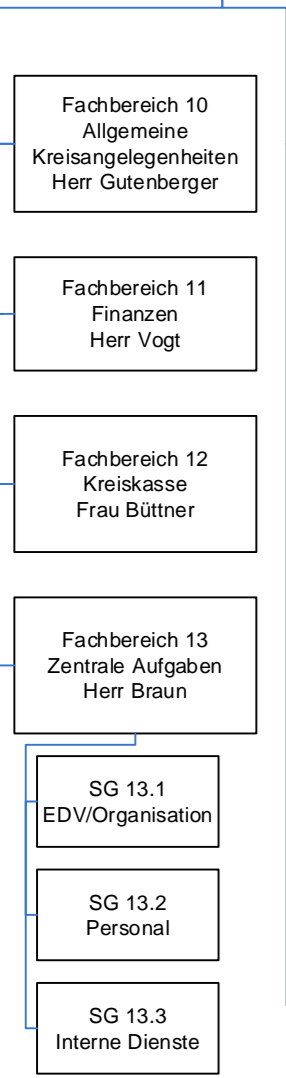 Fachbereich 10
Allgemeine
Kreisangelegenheiten
Herr Gutenberger
Fachbereich 11
Finanzen
Herr Vogt
Fachbereich 12
Kreiskasse
Frau Büttner
Fachbereich 13
Zentrale Aufgaben
Herr Braun
SG 13.1
EDV/Organisation
SG 13.2
Personal
SG 13.3
Interne Dienste